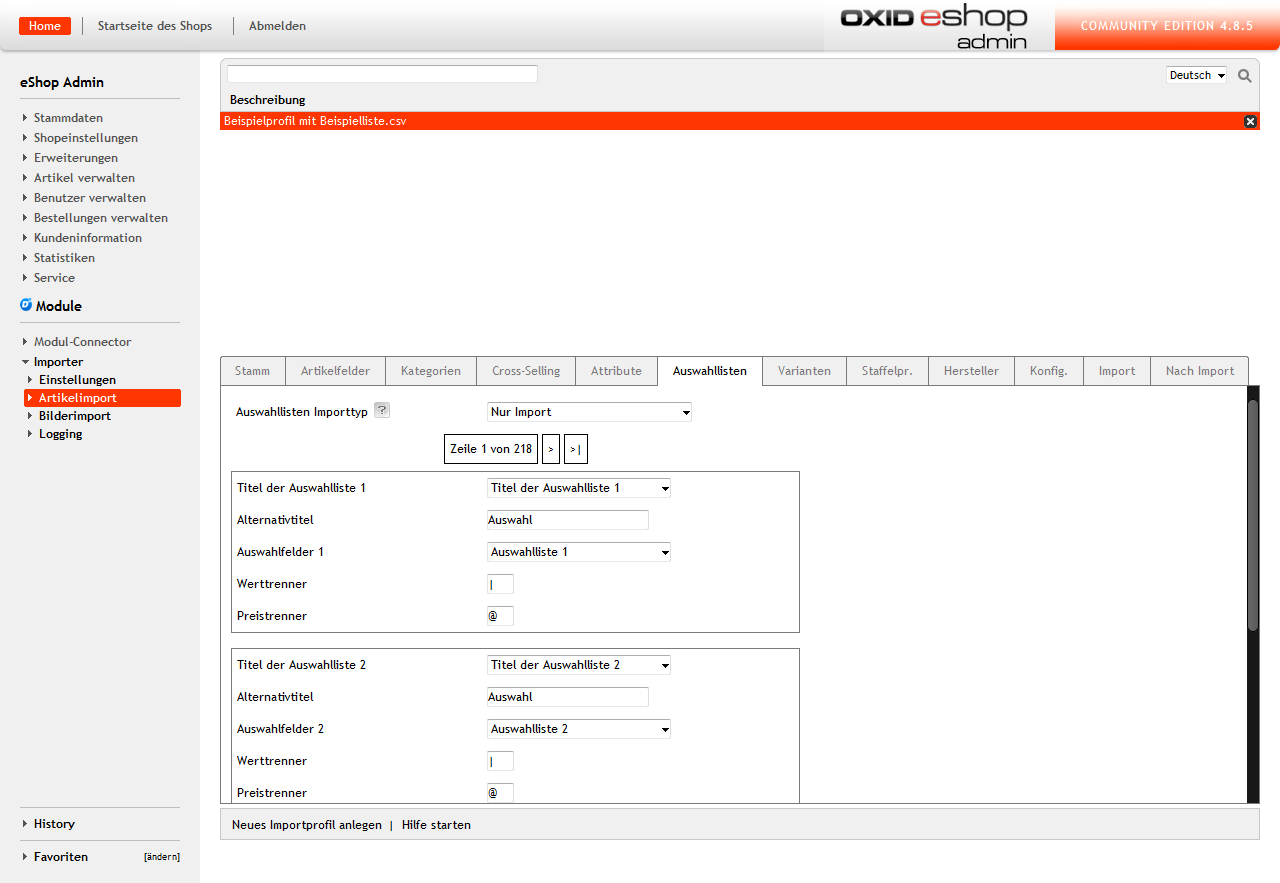 Home
Startseite des Shops
Abmelden
OXID eshop
admin
COMMUNITY EDITION 4.8.5
eShop Admin
Stammdaten
Shopeinstellungen
Erweiterungen
Artikel verwalten
Benutzer verwalten
Bestellungen verwalten
Kundeninformation
Statistiken
Service
Module
Modul-Connector
Importer
Einstellungen
Artikelimport
Bilderimport
Logging
History
Favoriten [ändern]
Deutsch
Beschreibung
Beispielprofil mit Beispielliste.csv
Stamm Artikelfelder Kategorien Cross-Selling Attribute Auswahllisten Varianten Staffelpr. Hersteller Konfig. Import Nach Import
Auswahllisten Importtyp ? Nur Import
Zeile 1 von 218 > >|
Titel der Auswahlliste 1 Titel der Auswahlliste 1
Alternativtitel Auswahl
Auswahlfelder 1 Auswahlliste 1
Werttrenner |
Preistrenner @
Titel der Auswahlliste 2 Titel der Auswahlliste 2
Alternativtitel Auswahl
Auswahlfelder 2 Auswahlliste 2
Werttrenner |
Preistrenner @
Neues Importprofil anlegen | Hilfe starten